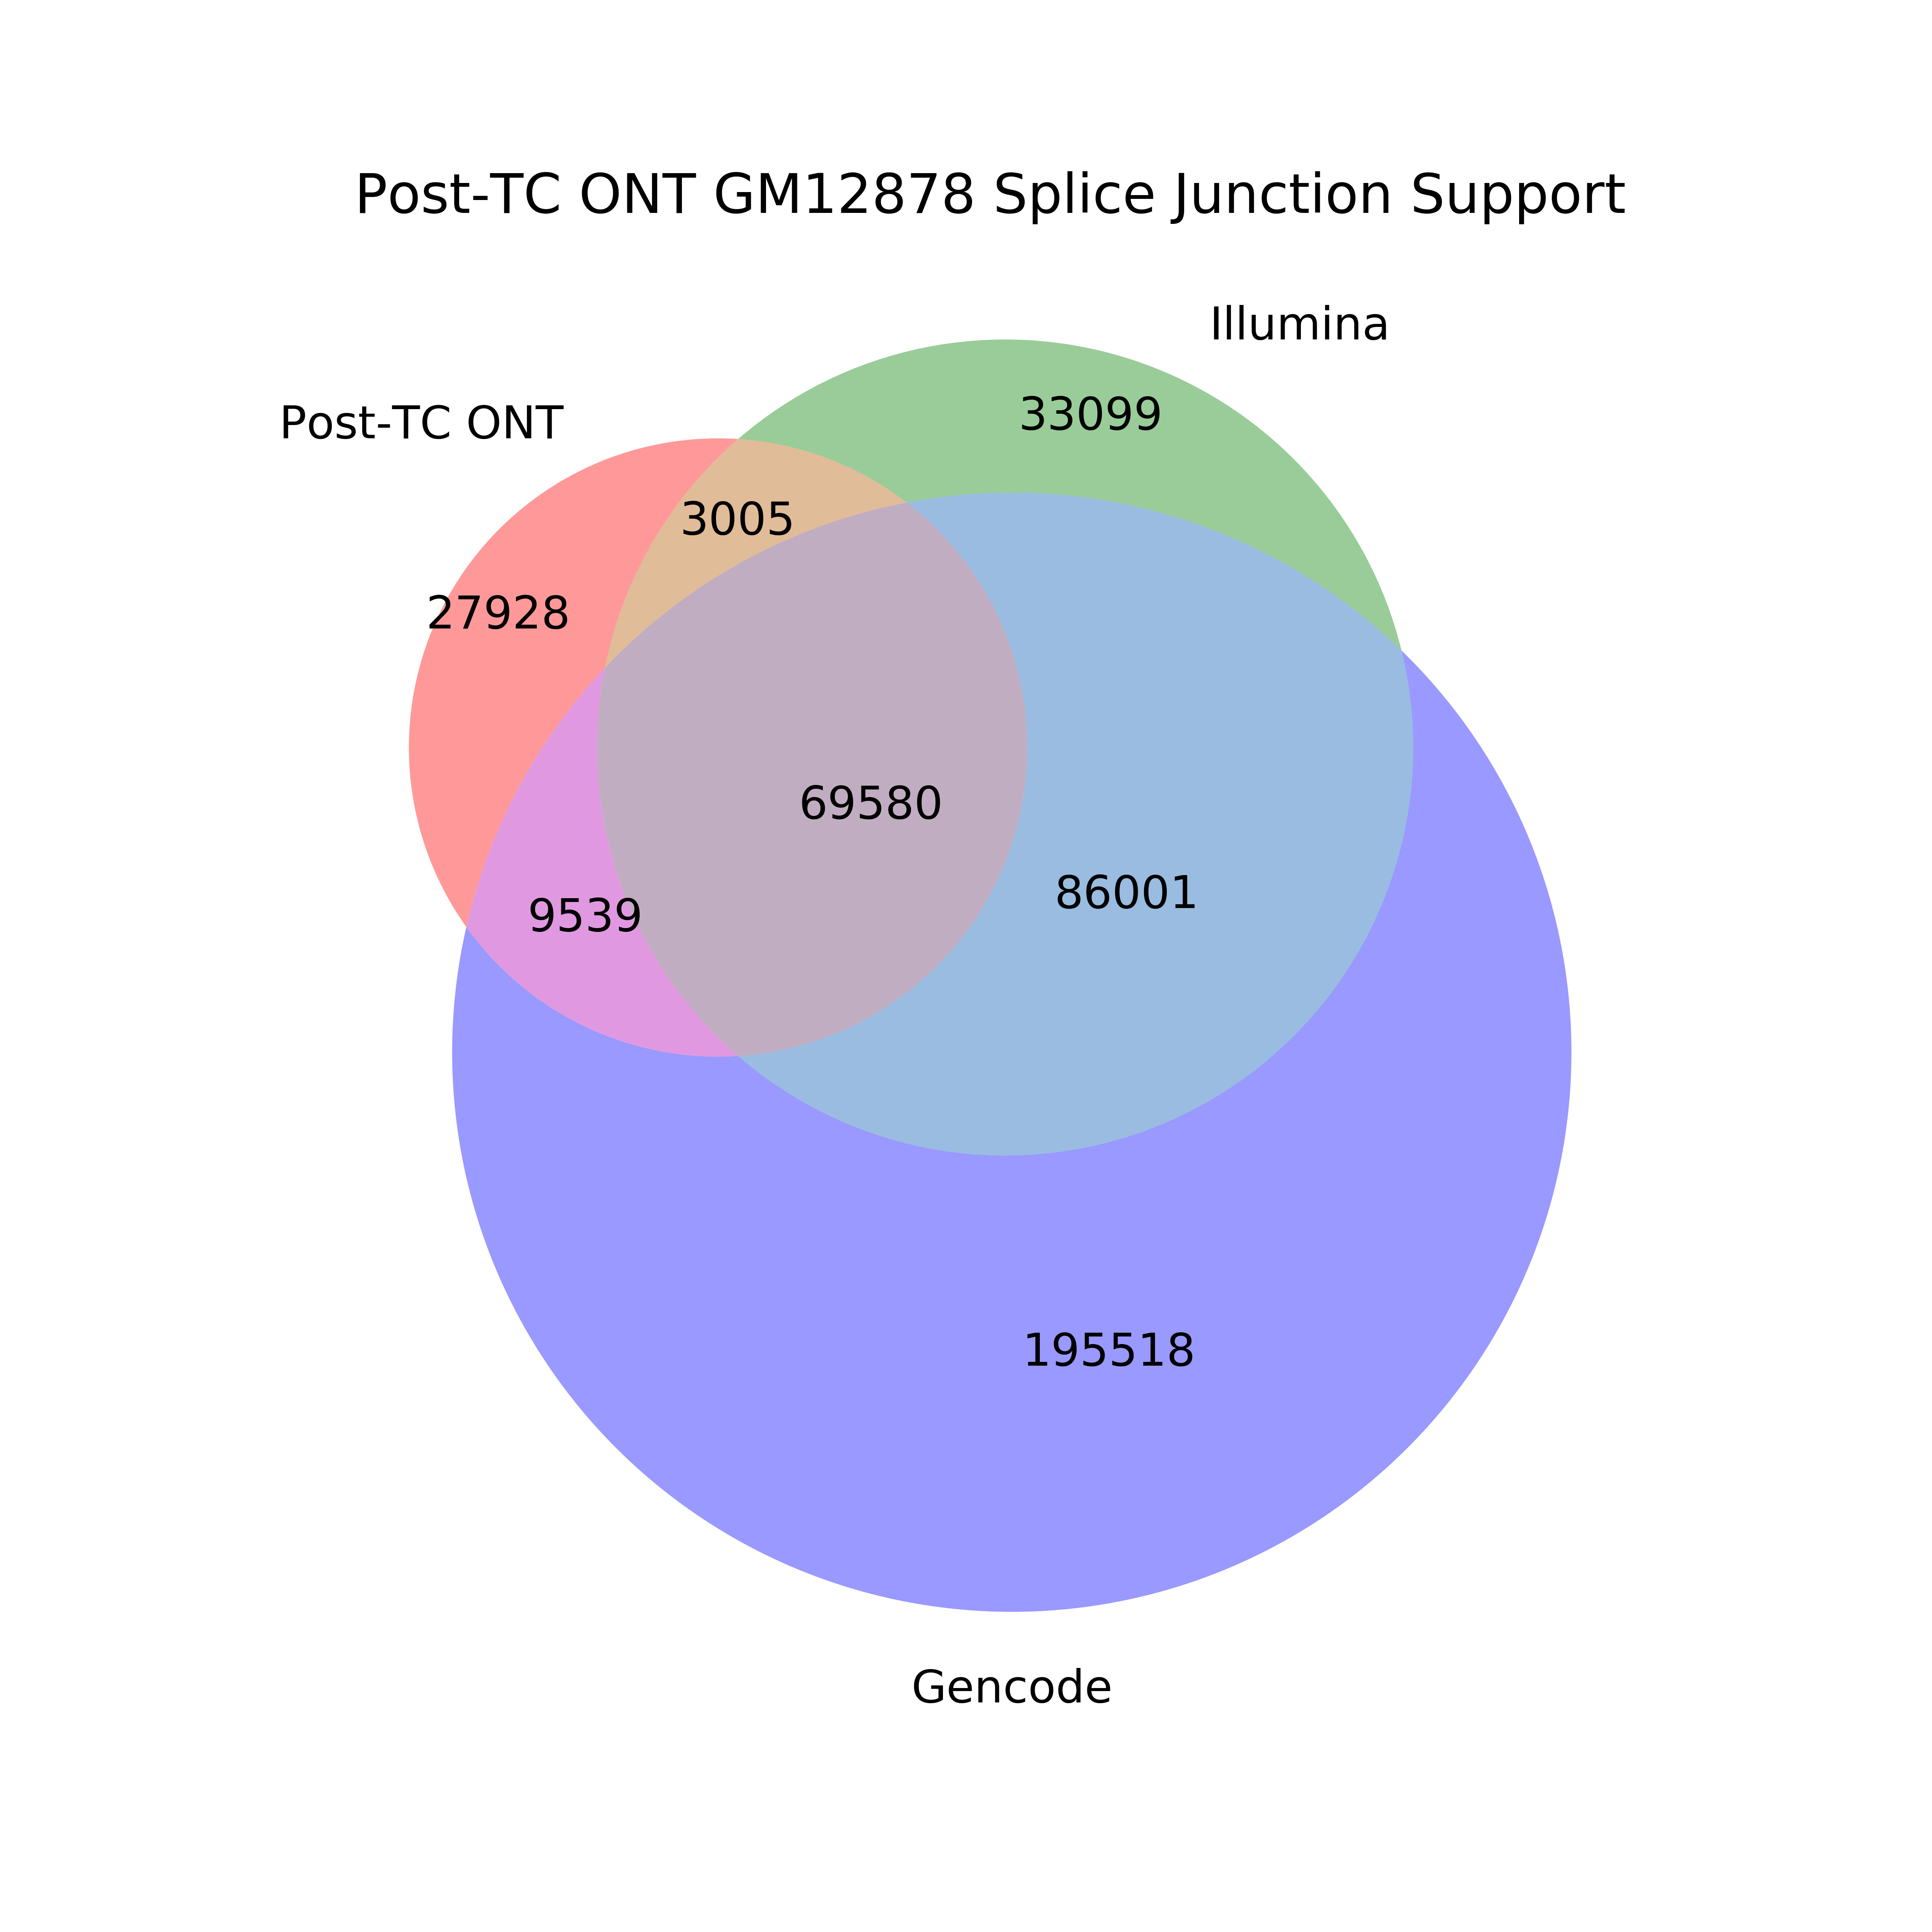 Post-TC ONT GM12878 Splice Junction Support
Illumina
33099
Post-TC ONT
3005
27928
69580
86001
9539
195518
Gencode